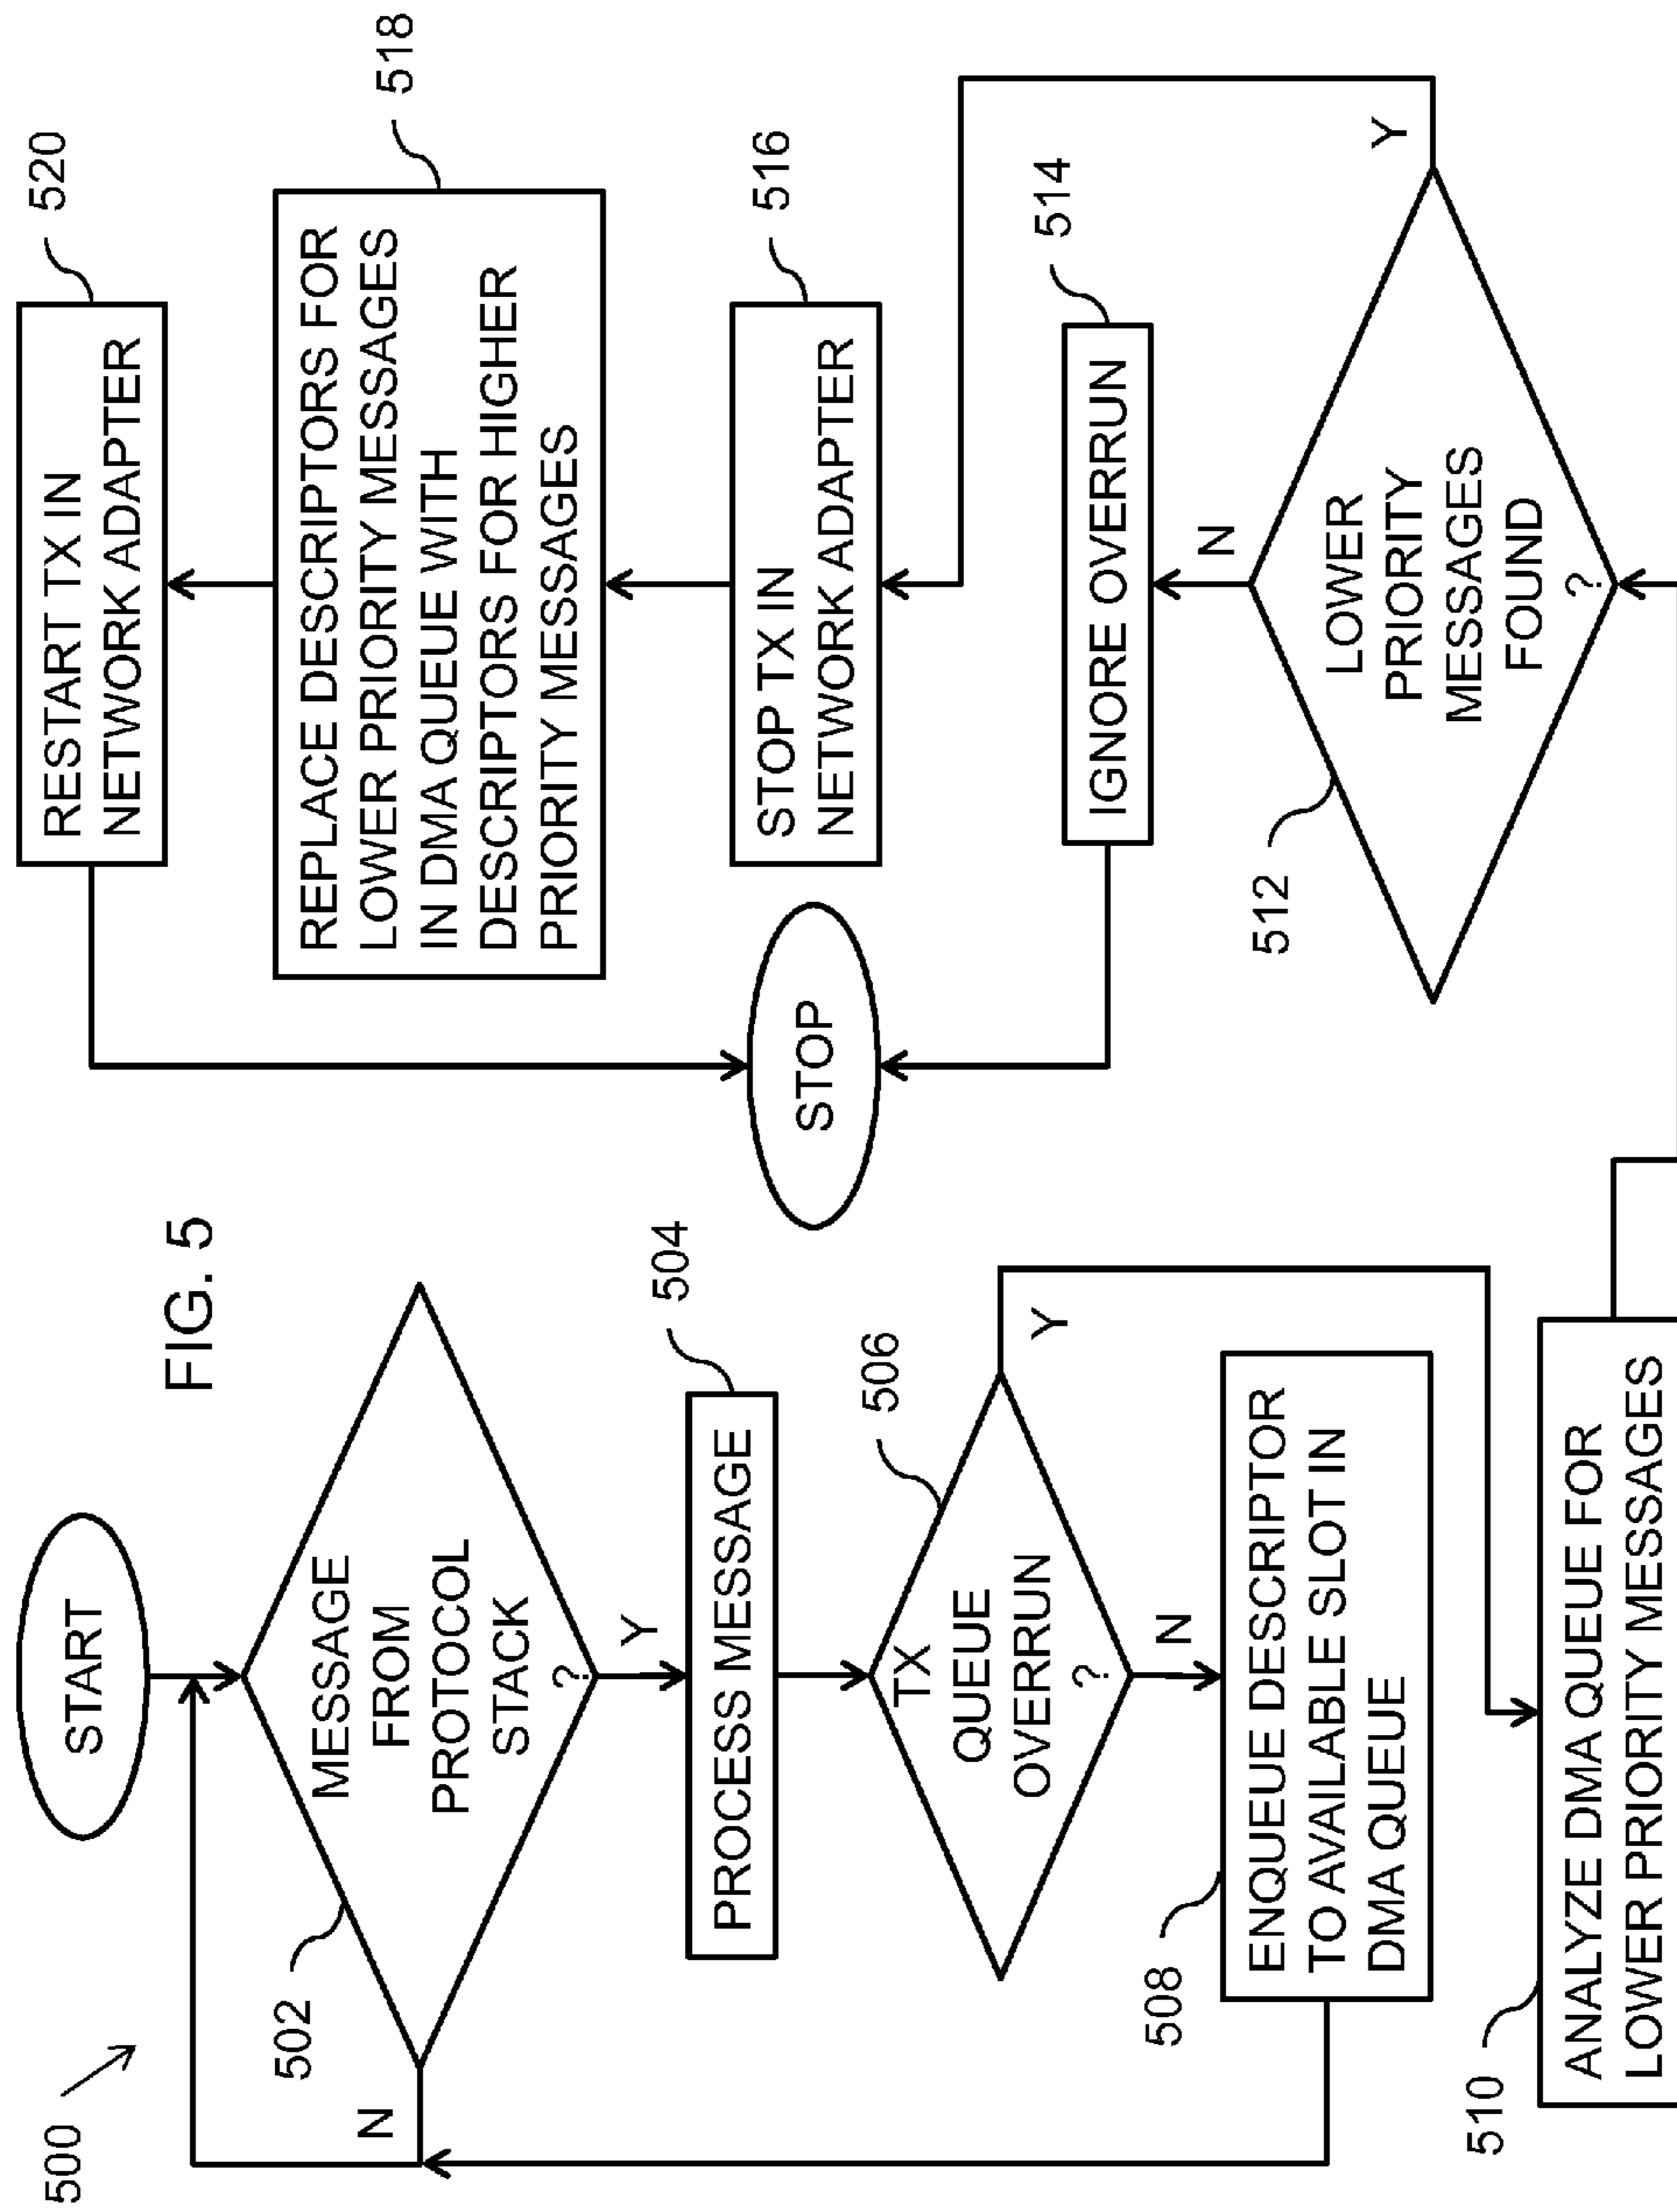 500
FIG. 5
START
502
MESSAGE
FROM
PROTOCOL
STACK
?
N
Y
504
PROCESS MESSAGE
506
TX
QUEUE
OVERRUN
?
Y
N
508
ENQUEUE DESCRIPTOR
TO AVAILABLE SLOT IN
DMA QUEUE
510
ANALYZE DMA QUEUE FOR
LOWER PRIORITY MESSAGES
520
RESTART TX IN
NETWORK ADAPTER
518
REPLACE DESCRIPTORS FOR
LOWER PRIORITY MESSAGES
IN DMA QUEUE WITH
DESCRIPTORS FOR HIGHER
PRIORITY MESSAGES
STOP
516
STOP TX IN
NETWORK ADAPTER
514
IGNORE OVERRUN
N
Y
512
LOWER
PRIORITY
MESSAGES
FOUND
?